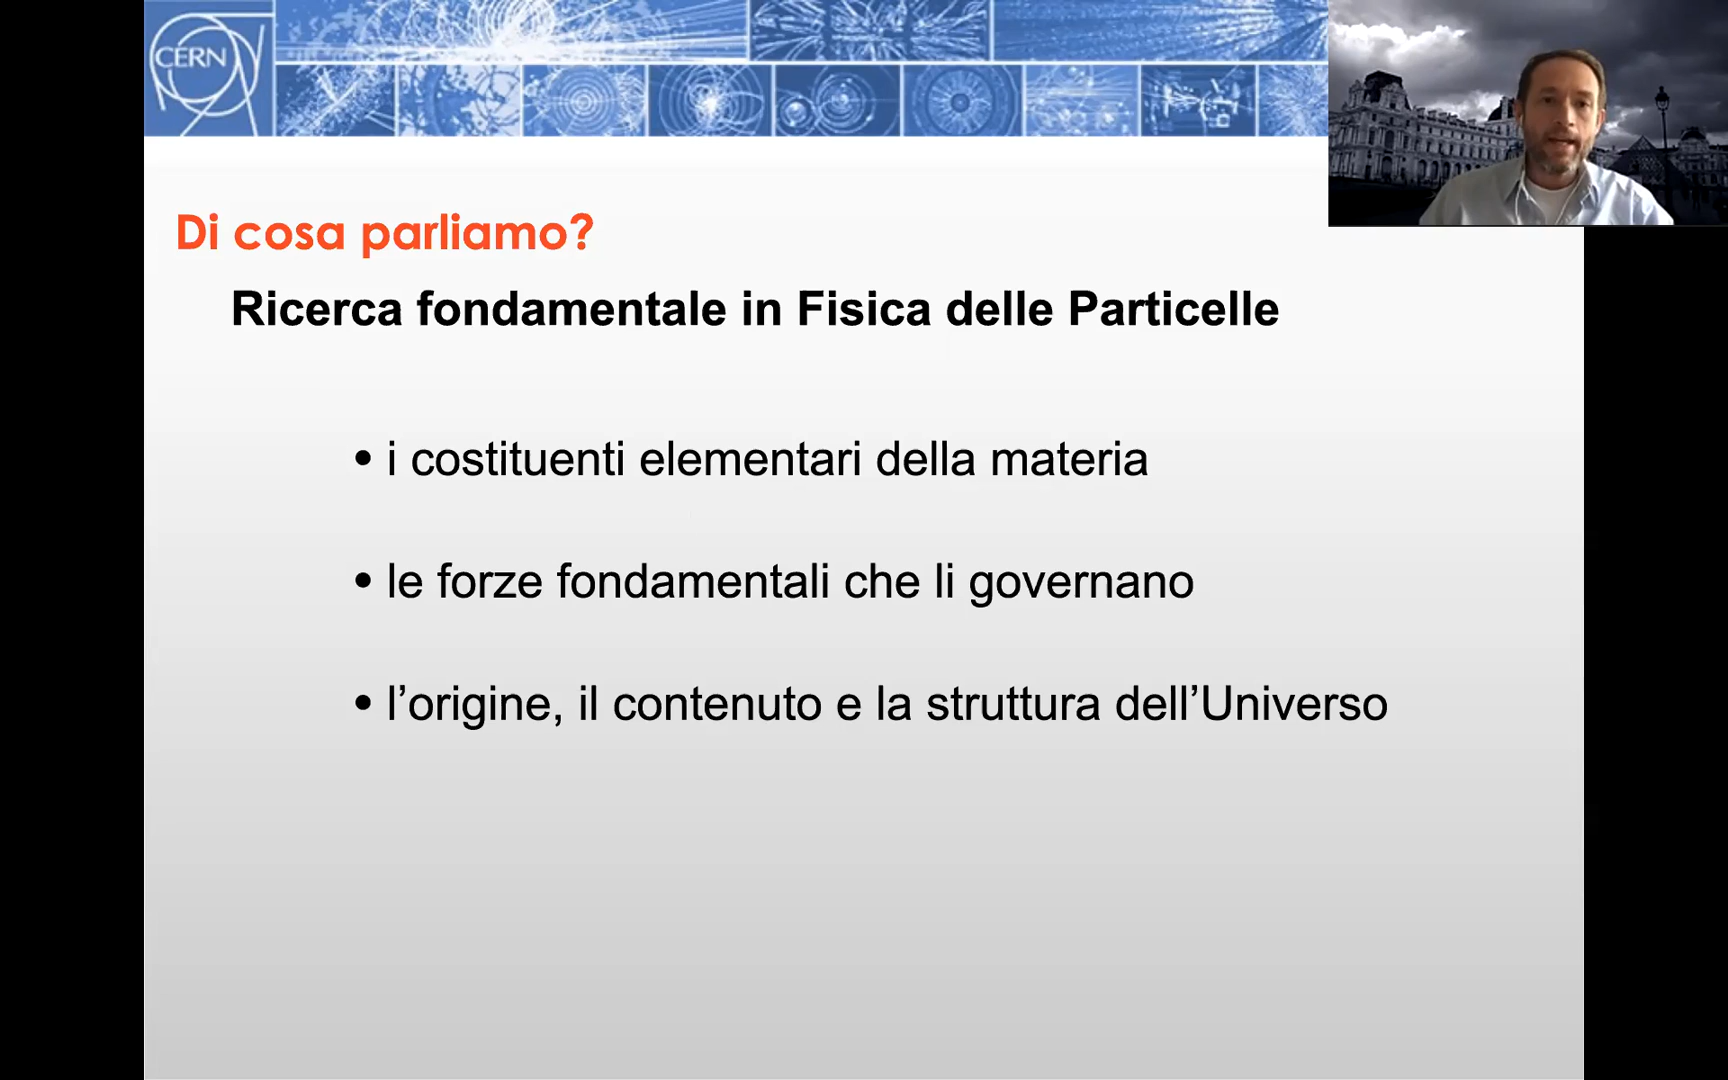 CERN
Di cosa parliamo?
Ricerca fondamentale in Fisica delle Particelle
• i costituenti elementari della materia
• le forze fondamentali che li governano
• l’origine, il contenuto e la struttura dell’Universo